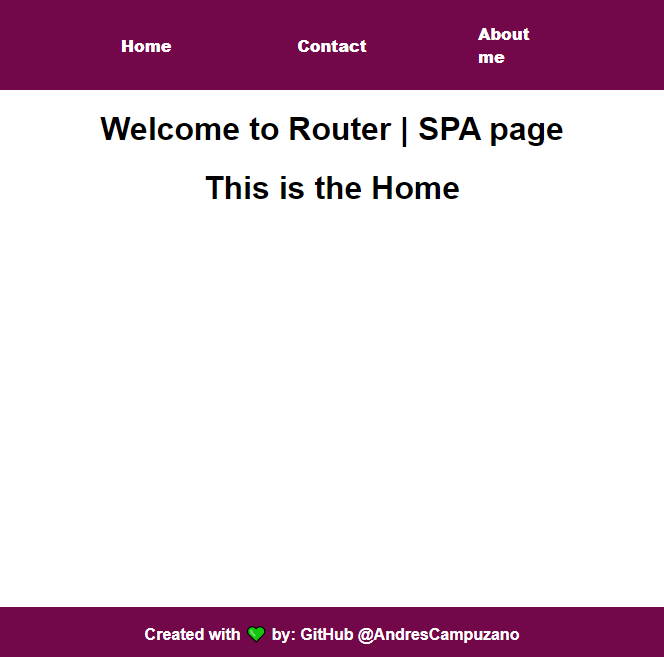 Home
Contact
About
me
Welcome to Router | SPA page
This is the Home
Created with 💚 by: GitHub @AndresCampuzano